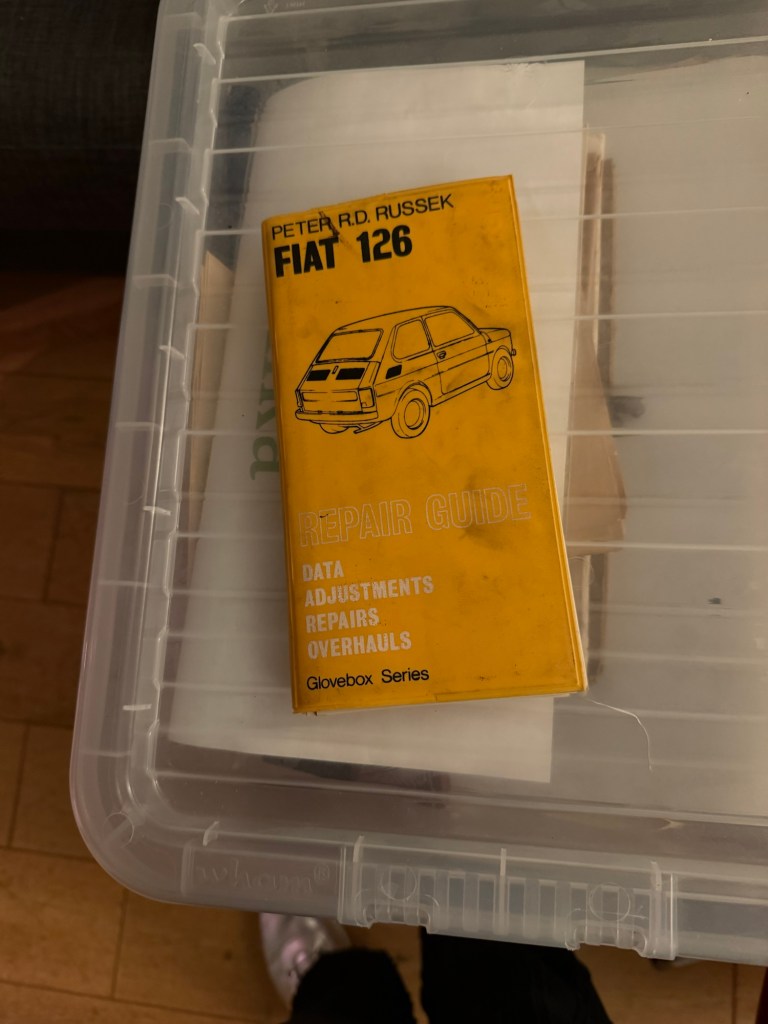 PETER R.D. RUSSEK
FIAT 126
REPAIR GUIDE
DATA
ADJUSTMENTS
REPAIRS
OVERHAULS
Glovebox Series